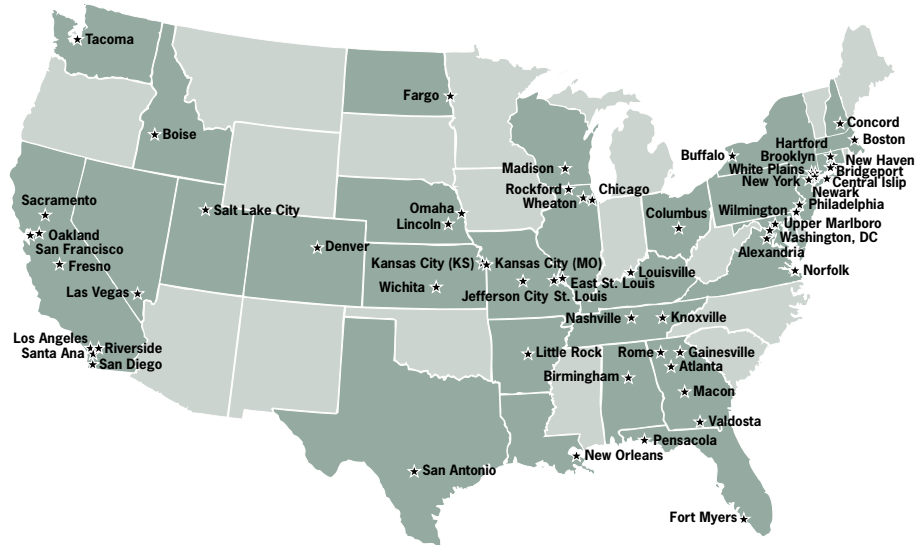 Tacoma
Fargo
Concord
Boise
Boston
Hartford
Buffalo
Brooklyn
New Haven
Madison
White Plains
Bridgeport
New York
Central Islip
Rockford
Chicago
Newark
Wheaton
Sacramento
Salt Lake City
Omaha
Columbus
Wilmington
Philadelphia
Lincoln
Upper Marlboro
Oakland
Washington, DC
San Francisco
Denver
Alexandria
Fresno
Kansas City (KS)
Kansas City (MO)
Louisville
Norfolk
Las Vegas
Wichita
East St. Louis
Jefferson City
St. Louis
Nashville
Knoxville
Los Angeles
Riverside
Santa Ana
Little Rock
Rome
Gainesville
San Diego
Atlanta
Birmingham
Macon
Valdosta
Pensacola
New Orleans
San Antonio
Fort Myers